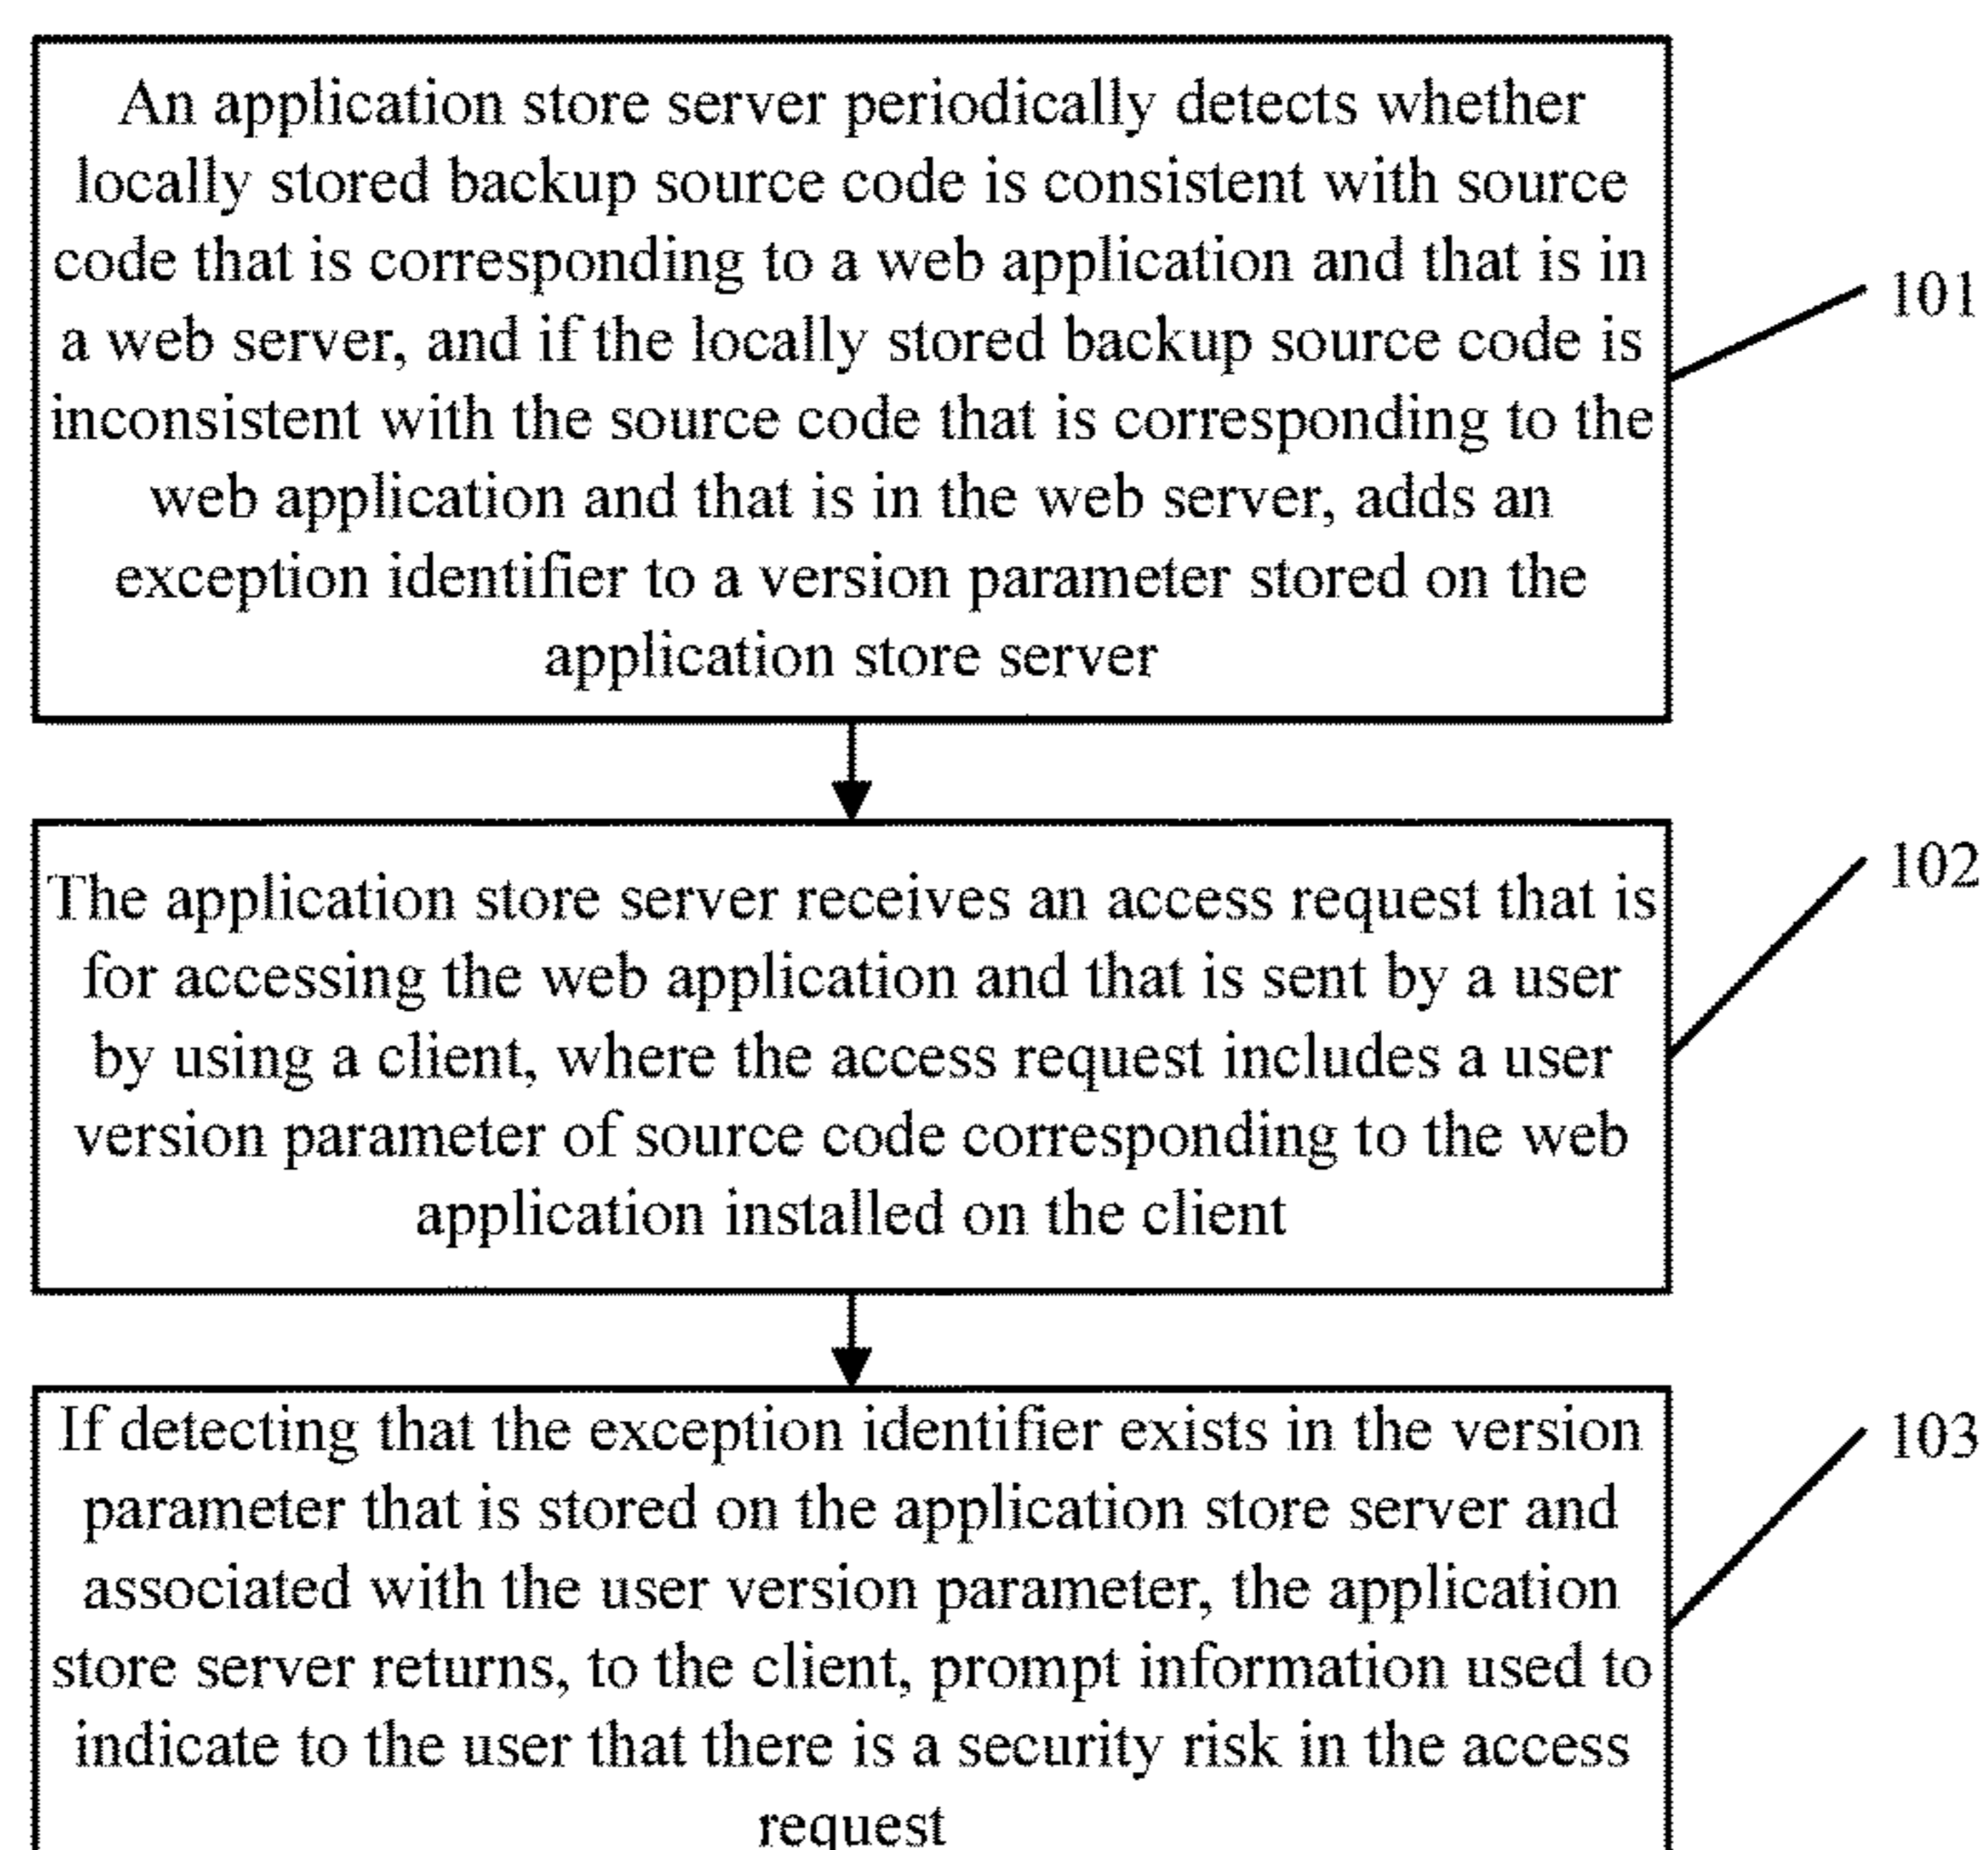 An application store server periodically detects whether
locally stored backup source code is consistent with source
code that is corresponding to a web application and that is in
a web server, and if the locally stored backup source code is
inconsistent with the source code that is corresponding to the
web application and that is in the web server, adds an
exception identifier to a version parameter stored on the
application store server
101
The application store server receives an access request that is
for accessing the web application and that is sent by a user
by using a client, where the access request includes a user
version parameter of source code corresponding to the web
application installed on the client
102
If detecting that the exception identifier exists in the version
parameter that is stored on the application store server and
associated with the user version parameter, the application
store server returns, to the client, prompt information used to
indicate to the user that there is a security risk in the access
request
103